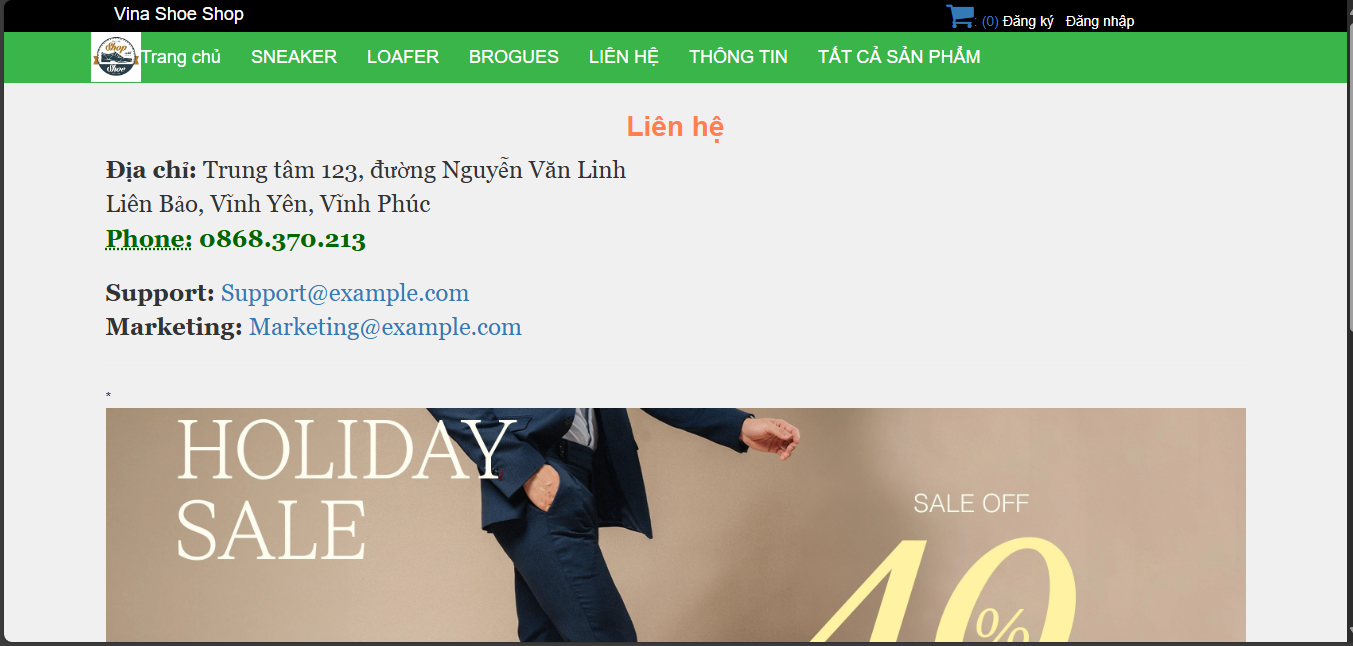 Vina Shoe Shop
: (0) Đăng ký Đăng nhập
Shop
Shoe
Trang chủ SNEAKER LOAFER BROGUES LIÊN HỆ THÔNG TIN TẤT CẢ SẢN PHẨM
Liên hệ
Địa chỉ: Trung tâm 123, đường Nguyễn Văn Linh
Liên Bảo, Vĩnh Yên, Vĩnh Phúc
Phone: 0868.370.213
Support: Support@example.com
Marketing: Marketing@example.com
*
HOLIDAY
SALE
SALE OFF
40%